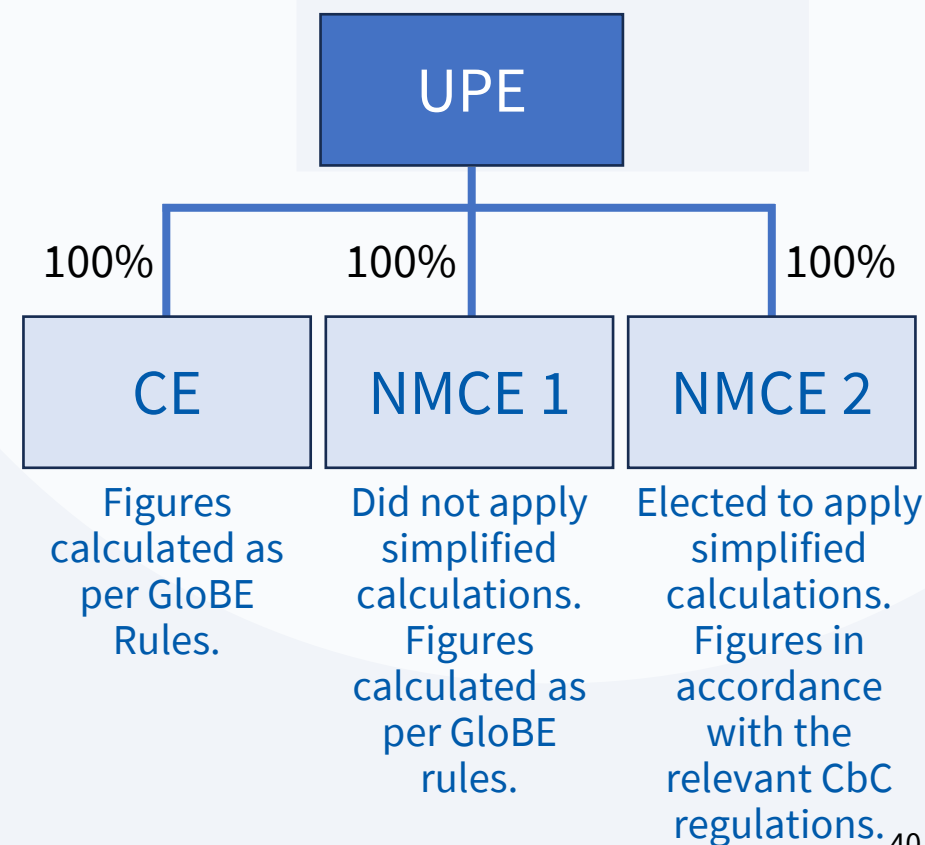 UPE
100%
100%
100%
CE
NMCE 1
NMCE 2
Figures
calculated as
per GloBE
Rules.
Did not apply
simplified
calculations.
Figures
calculated as
per GloBE
rules.
Elected to apply
simplified
calculations.
Figures in
accordance
with the
relevant CbC
regulations.
40